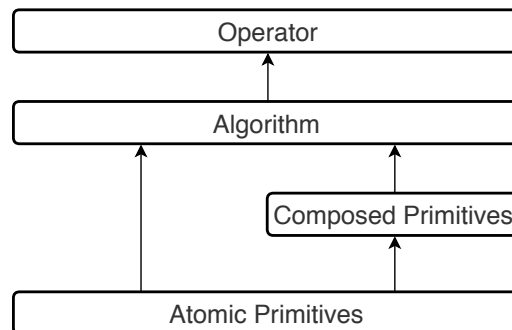 Operator
Algorithm
Composed Primitives
Atomic Primitives